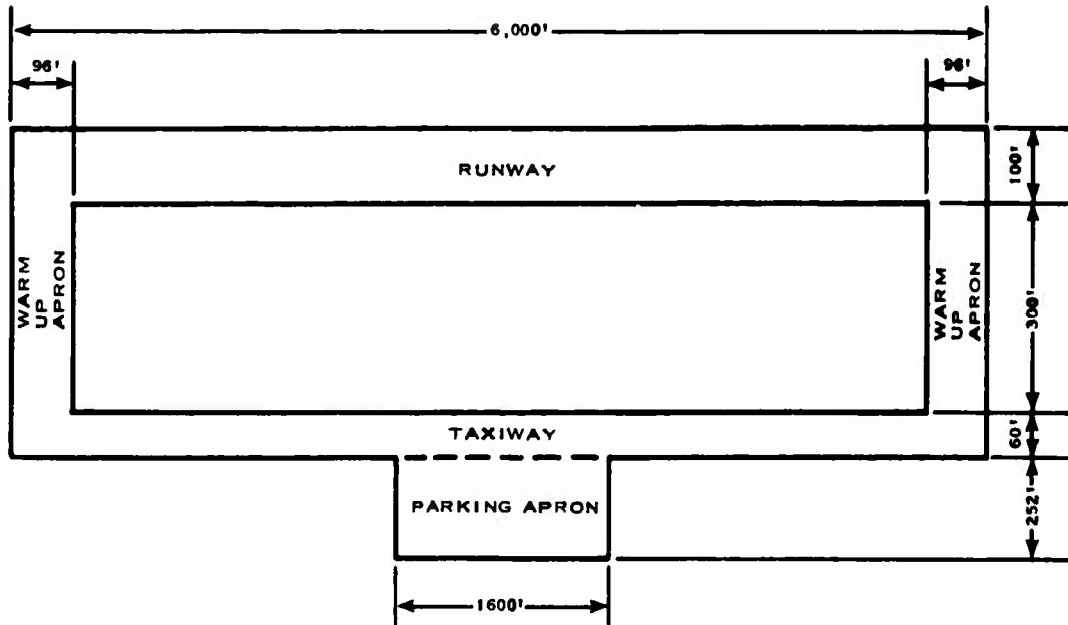 6,000'
96'
96'
RUNWAY
100'
WARM
UP
APRON
WARM
UP
APRON
300'
TAXIWAY
60'
PARKING APRON
252'
1600'